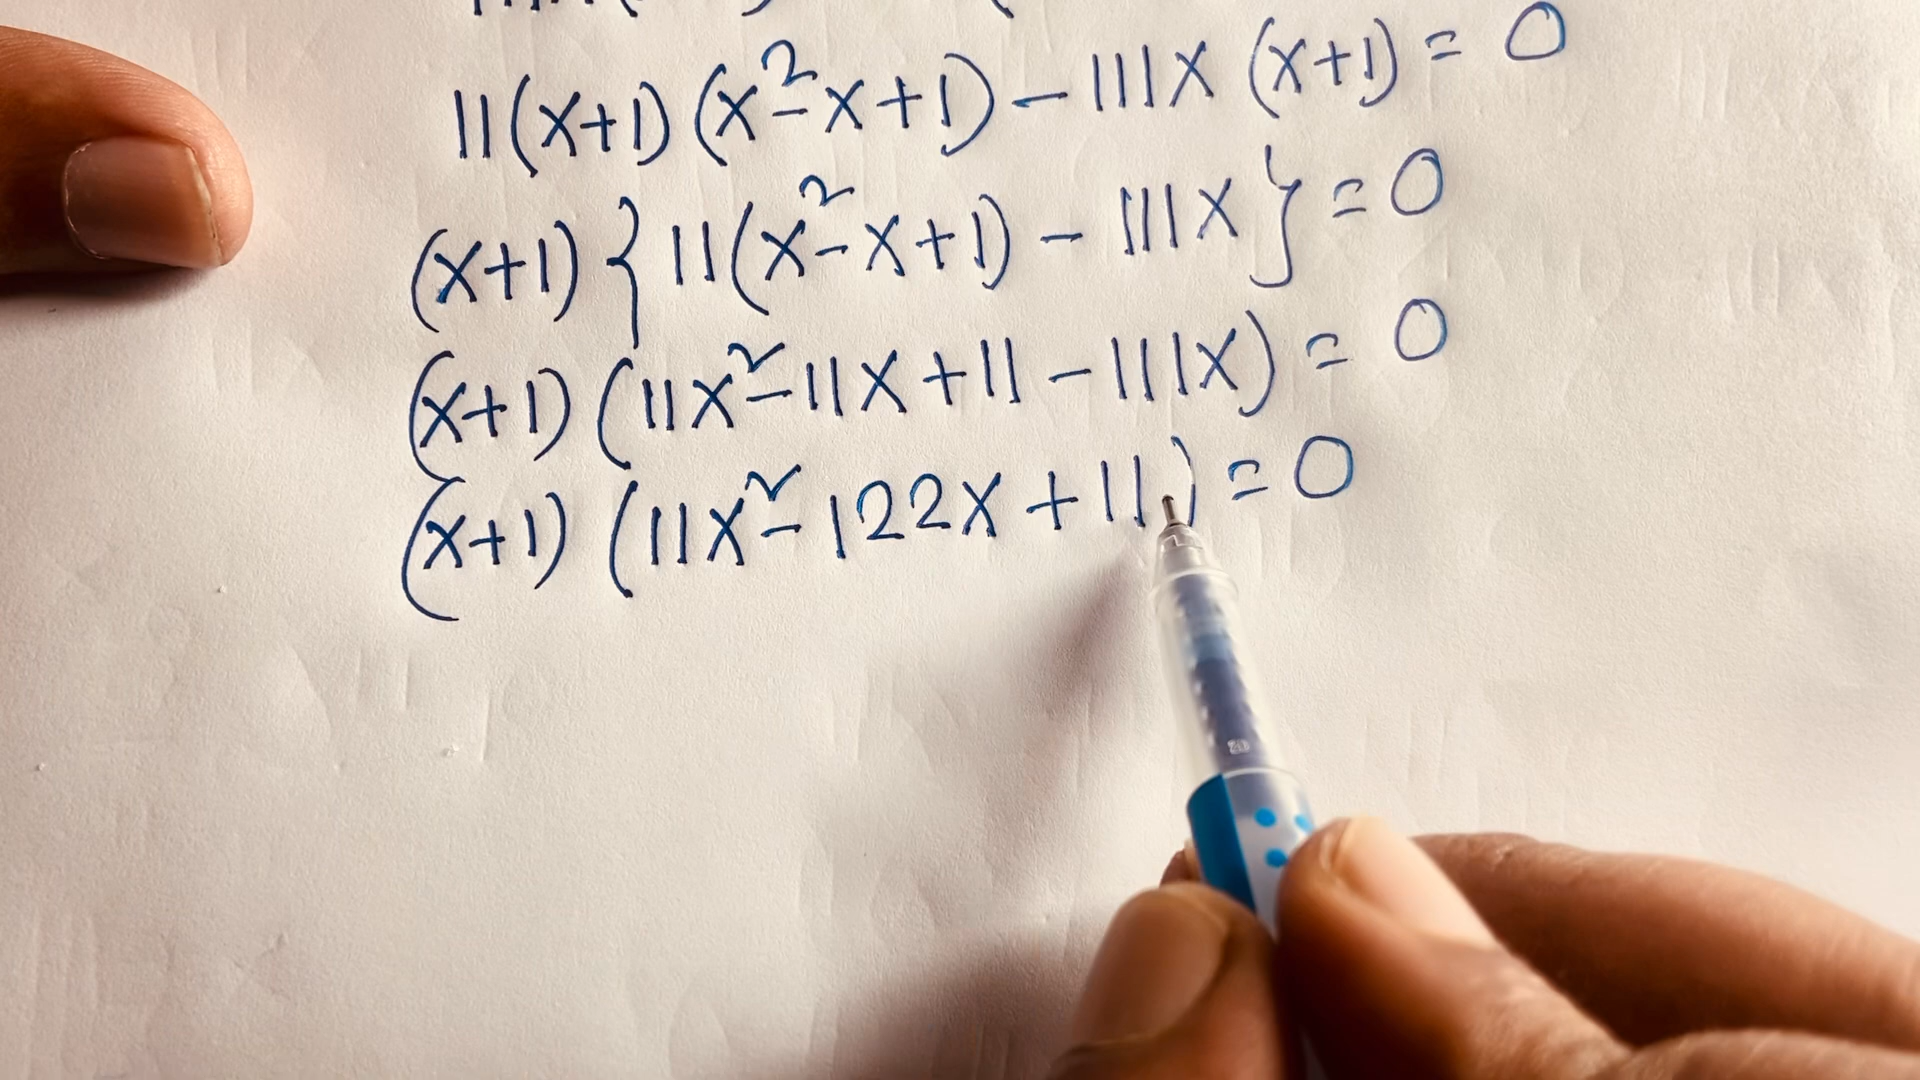 11(x+1)(x²-x+1)-111x(x+1)=0
(x+1){11(x²-x+1)-111x}=0
(x+1)(11x²-11x+11-111x)=0
(x+1)(11x²-122x+11)=0